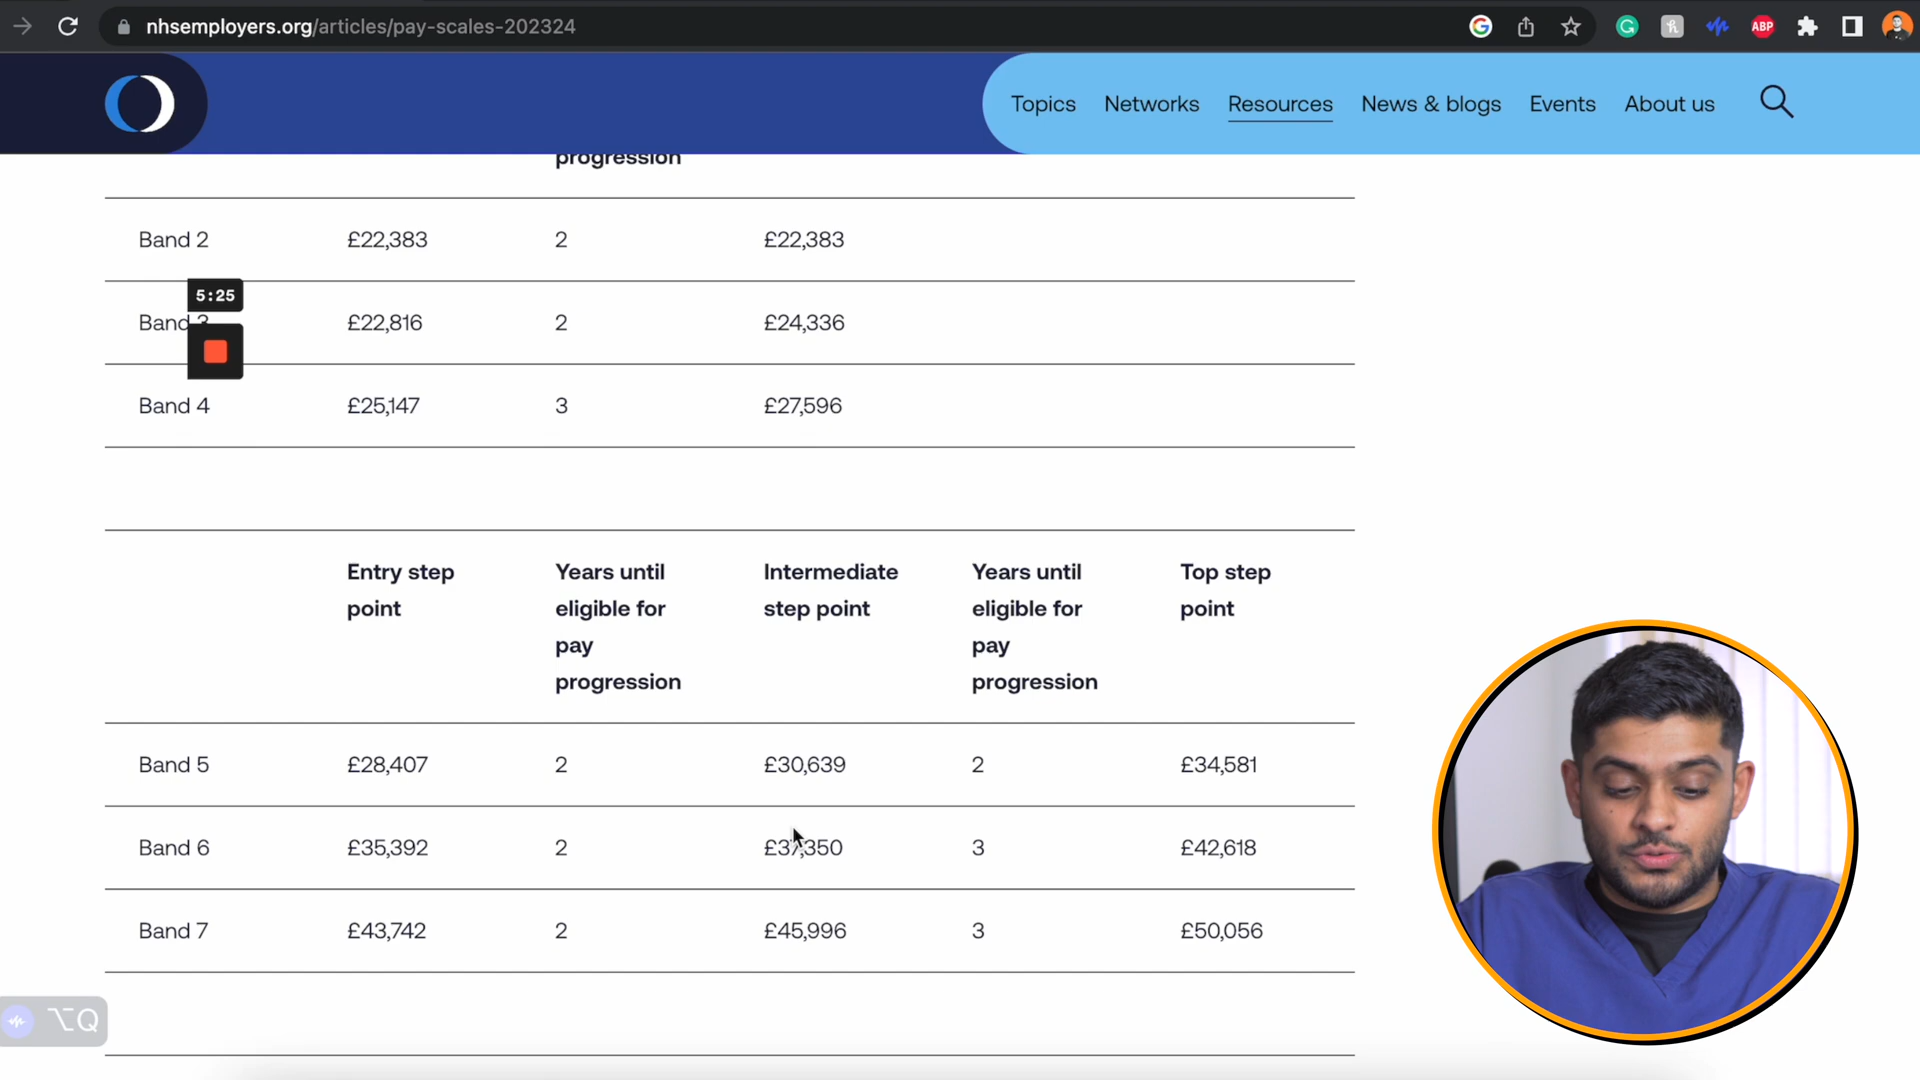 nhsemployers.org/articles/pay-scales-202324
ABP
Topics Networks Resources News & blogs Events About us
progression
Band 2 £22,383 2 £22,383
5:25
Band 3 £22,816 2 £24,336
Band 4 £25,147 3 £27,596
Entry step Years until Intermediate Years until Top step
point eligible for step point eligible for point
pay pay
progression progression
Band 5 £28,407 2 £30,639 2 £34,581
Band 6 £35,392 2 £37,350 3 £42,618
Band 7 £43,742 2 £45,996 3 £50,056
⌥Q